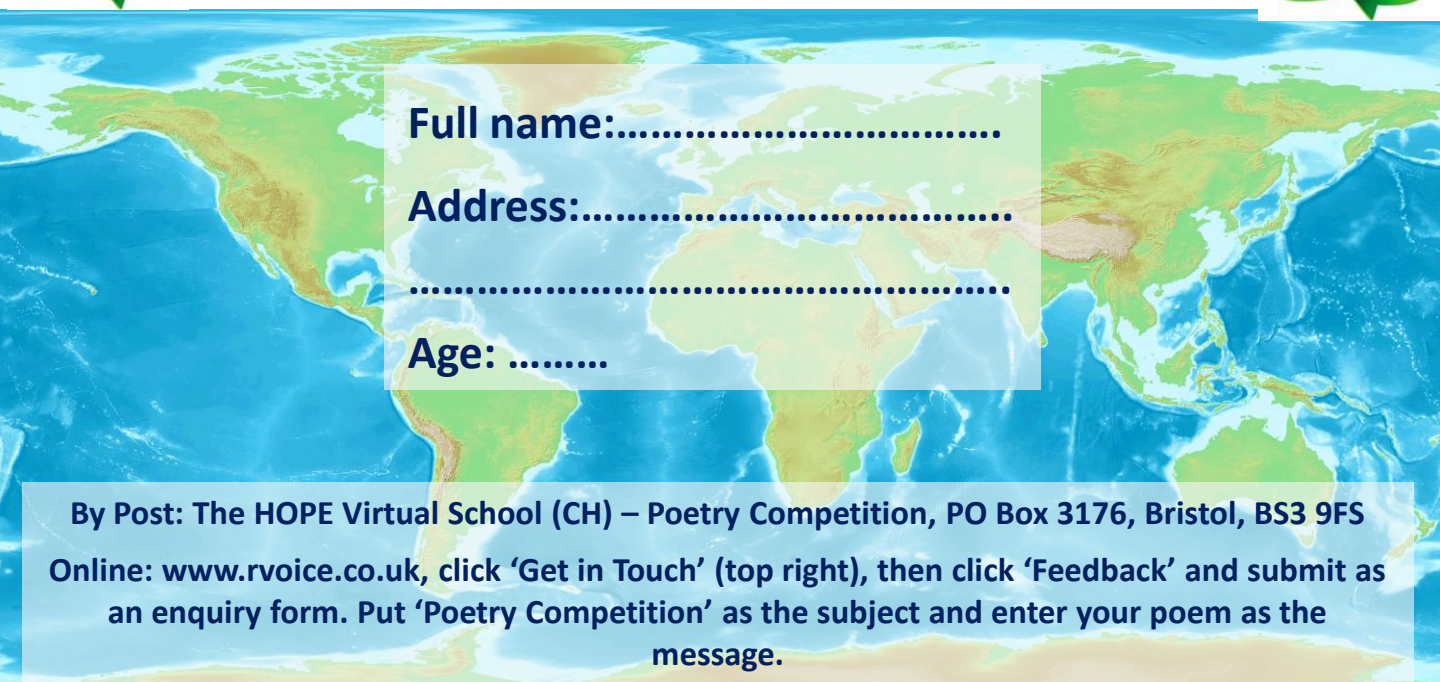 Full name:……………………………….
Address:………………………………..
…………………………………………………..
Age: ………
By Post: The HOPE Virtual School (CH) – Poetry Competition, PO Box 3176, Bristol, BS3 9FS
Online: www.rvoice.co.uk, click ‘Get in Touch’ (top right), then click ‘Feedback’ and submit as
an enquiry form. Put ‘Poetry Competition’ as the subject and enter your poem as the
message.